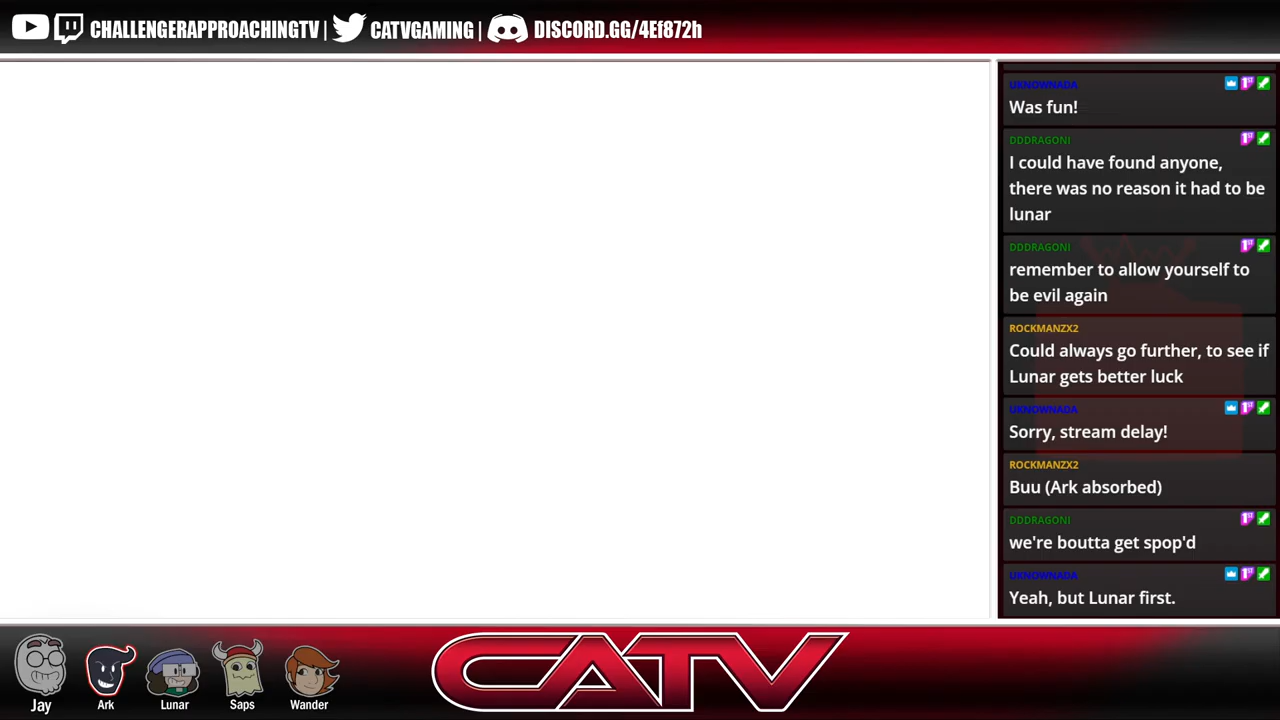 CHALLENGERAPPROACHINGTV | CATVGAMING | DISCORD.GG/4Ef872h
UKNOWNADA
Was fun!
DDDRAGONI
I could have found anyone,
there was no reason it had to be
lunar
DDDRAGONI
remember to allow yourself to
be evil again
ROCKMANZX2
Could always go further, to see if
Lunar gets better luck
UKNOWNADA
Sorry, stream delay!
ROCKMANZX2
Buu (Ark absorbed)
DDDRAGONI
we're boutta get spop'd
UKNOWNADA
Yeah, but Lunar first.
Jay
Ark
Lunar
Saps
Wander
CATV